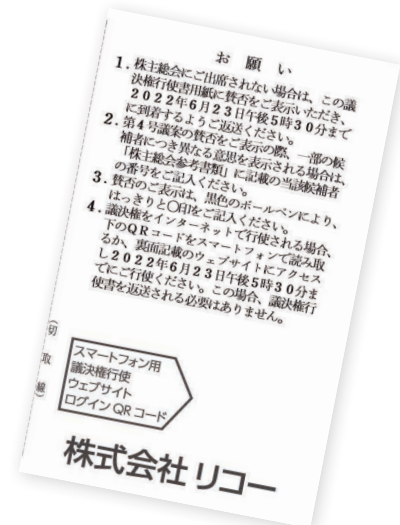 お願い
1. 株主総会にご出席されない場合は、この議
決権行使書用紙に賛否をご表示いただき、
2022年6月23日午後5時30分まで
に到着するようご返送ください。
2. 第4号議案の賛否をご表示の際、一部の候
補者につき異なる意思を表示される場合は、
「株主総会参考書類」に記載の当該候補者
の番号をご記入ください。
3. 賛否のご表示は、黒色のボールペンにより、
はっきりと〇印をご記入ください。
4. 議決権をインターネットで行使される場合、
下のQRコードをスマートフォンで読み取
るか、裏面記載のウェブサイトにアクセス
し2022年6月23日午後5時30分ま
でにご行使ください。この場合、議決権行
使書を返送される必要はありません。
(切取線)
スマートフォン用
議決権行使
ウェブサイト
ログインQRコード
株式会社 リコー